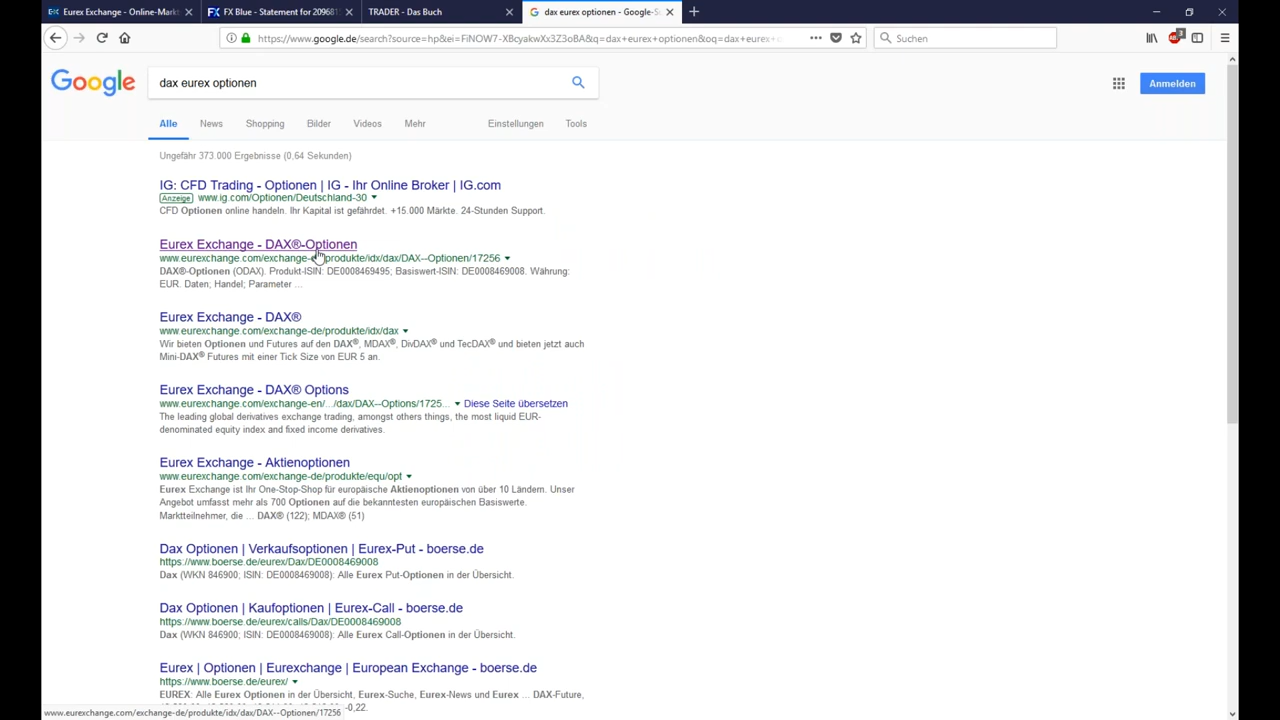 Eurex Exchange - Online-Markt
FX Blue - Statement for 20968
TRADER - Das Buch
dax eurex optionen - Google-Su
https://www.google.de/search?source=hp&ei=FiNOW7-XBcyakwXx3Z3oBA&q=dax+eurex+optionen&oq=dax+eurex+o
Suchen
3
Google
dax eurex optionen
Anmelden
Alle News Shopping Bilder Videos Mehr Einstellungen Tools
Ungefähr 373.000 Ergebnisse (0,64 Sekunden)
IG: CFD Trading - Optionen | IG - Ihr Online Broker | IG.com
Anzeige www.ig.com/Optionen/Deutschland-30
CFD Optionen online handeln. Ihr Kapital ist gefährdet. +15.000 Märkte. 24-Stunden Support.
Eurex Exchange - DAX®-Optionen
www.eurexchange.com/exchange-de/produkte/idx/dax/DAX--Optionen/17256
DAX®-Optionen (ODAX). Produkt-ISIN: DE0008469495; Basiswert-ISIN: DE0008469008. Währung:
EUR. Daten; Handel; Parameter ...
Eurex Exchange - DAX®
www.eurexchange.com/exchange-de/produkte/idx/dax
Wir bieten Optionen und Futures auf den DAX®, MDAX®, DivDAX® und TecDAX® und bieten jetzt auch
Mini-DAX® Futures mit einer Tick Size von EUR 5 an.
Eurex Exchange - DAX® Options
www.eurexchange.com/exchange-en/.../dax/DAX--Options/1725... Diese Seite übersetzen
The leading global derivatives exchange trading, amongst others things, the most liquid EUR-
denominated equity index and fixed income derivatives.
Eurex Exchange - Aktienoptionen
www.eurexchange.com/exchange-de/produkte/equ/opt
Eurex Exchange ist Ihr One-Stop-Shop für europäische Aktienoptionen von über 10 Ländern. Unser
Angebot umfasst mehr als 700 Optionen auf die bekanntesten europäischen Basiswerte.
Marktteilnehmer, die ... DAX® (122); MDAX® (51)
Dax Optionen | Verkaufsoptionen | Eurex-Put - boerse.de
https://www.boerse.de/eurex/Dax/DE0008469008
Dax (WKN 846900; ISIN: DE0008469008): Alle Eurex Put-Optionen in der Übersicht.
Dax Optionen | Kaufoptionen | Eurex-Call - boerse.de
https://www.boerse.de/eurex/calls/Dax/DE0008469008
Dax (WKN 846900; ISIN: DE0008469008): Alle Eurex Call-Optionen in der Übersicht.
Eurex | Optionen | Eurexchange | European Exchange - boerse.de
https://www.boerse.de/eurex/
EUREX: Alle Eurex Optionen in der Übersicht, Eurex-Suche, Eurex-News und Eurex ... DAX-Future,
-0,22.
www.eurexchange.com/exchange-de/produkte/idx/dax/DAX--Optionen/17256